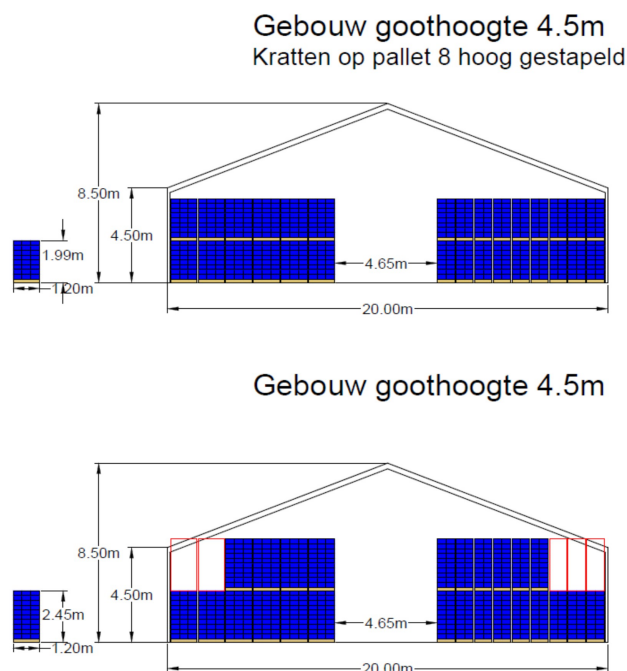 Gebouw goothoogte 4.5m
Kratten op pallet 8 hoog gestapeld
8.50m
4.50m
1.99m
4.65m
1.20m
20.00m
Gebouw goothoogte 4.5m
8.50m
4.50m
2.45m
4.65m
1.20m
20.00m